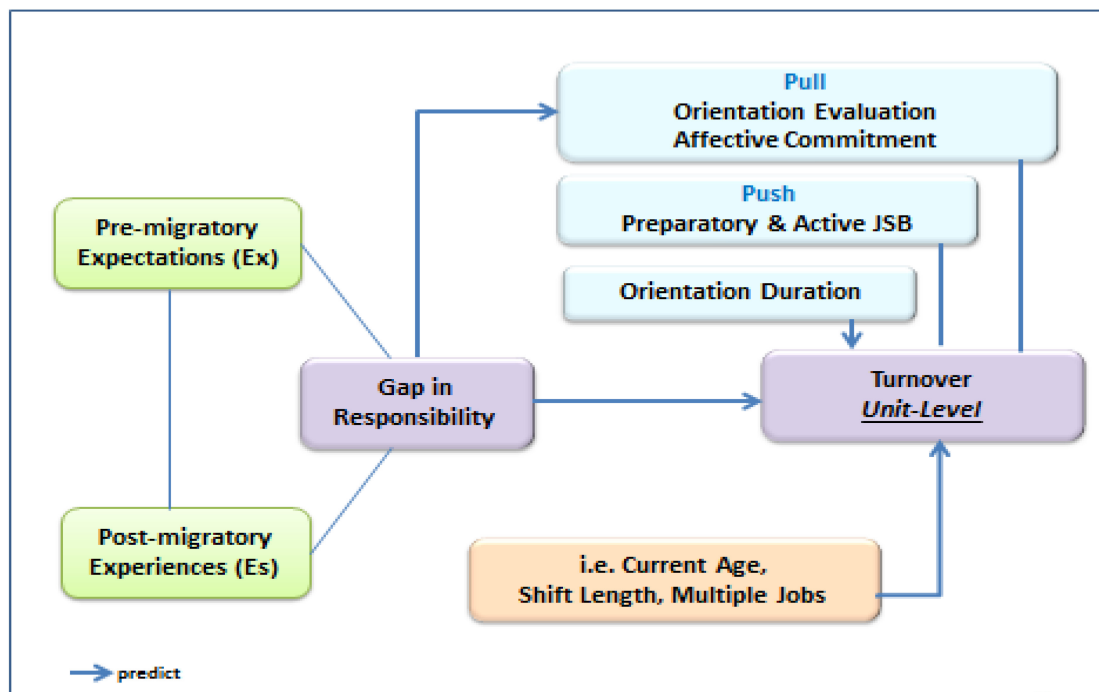 Pull
Orientation Evaluation
Affective Commitment
Push
Preparatory & Active JSB
Orientation Duration
Pre-migratory
Expectations (Ex)
Gap in
Responsibility
Turnover
Unit-Level
Post-migratory
Experiences (Es)
i.e. Current Age,
Shift Length, Multiple Jobs
predict